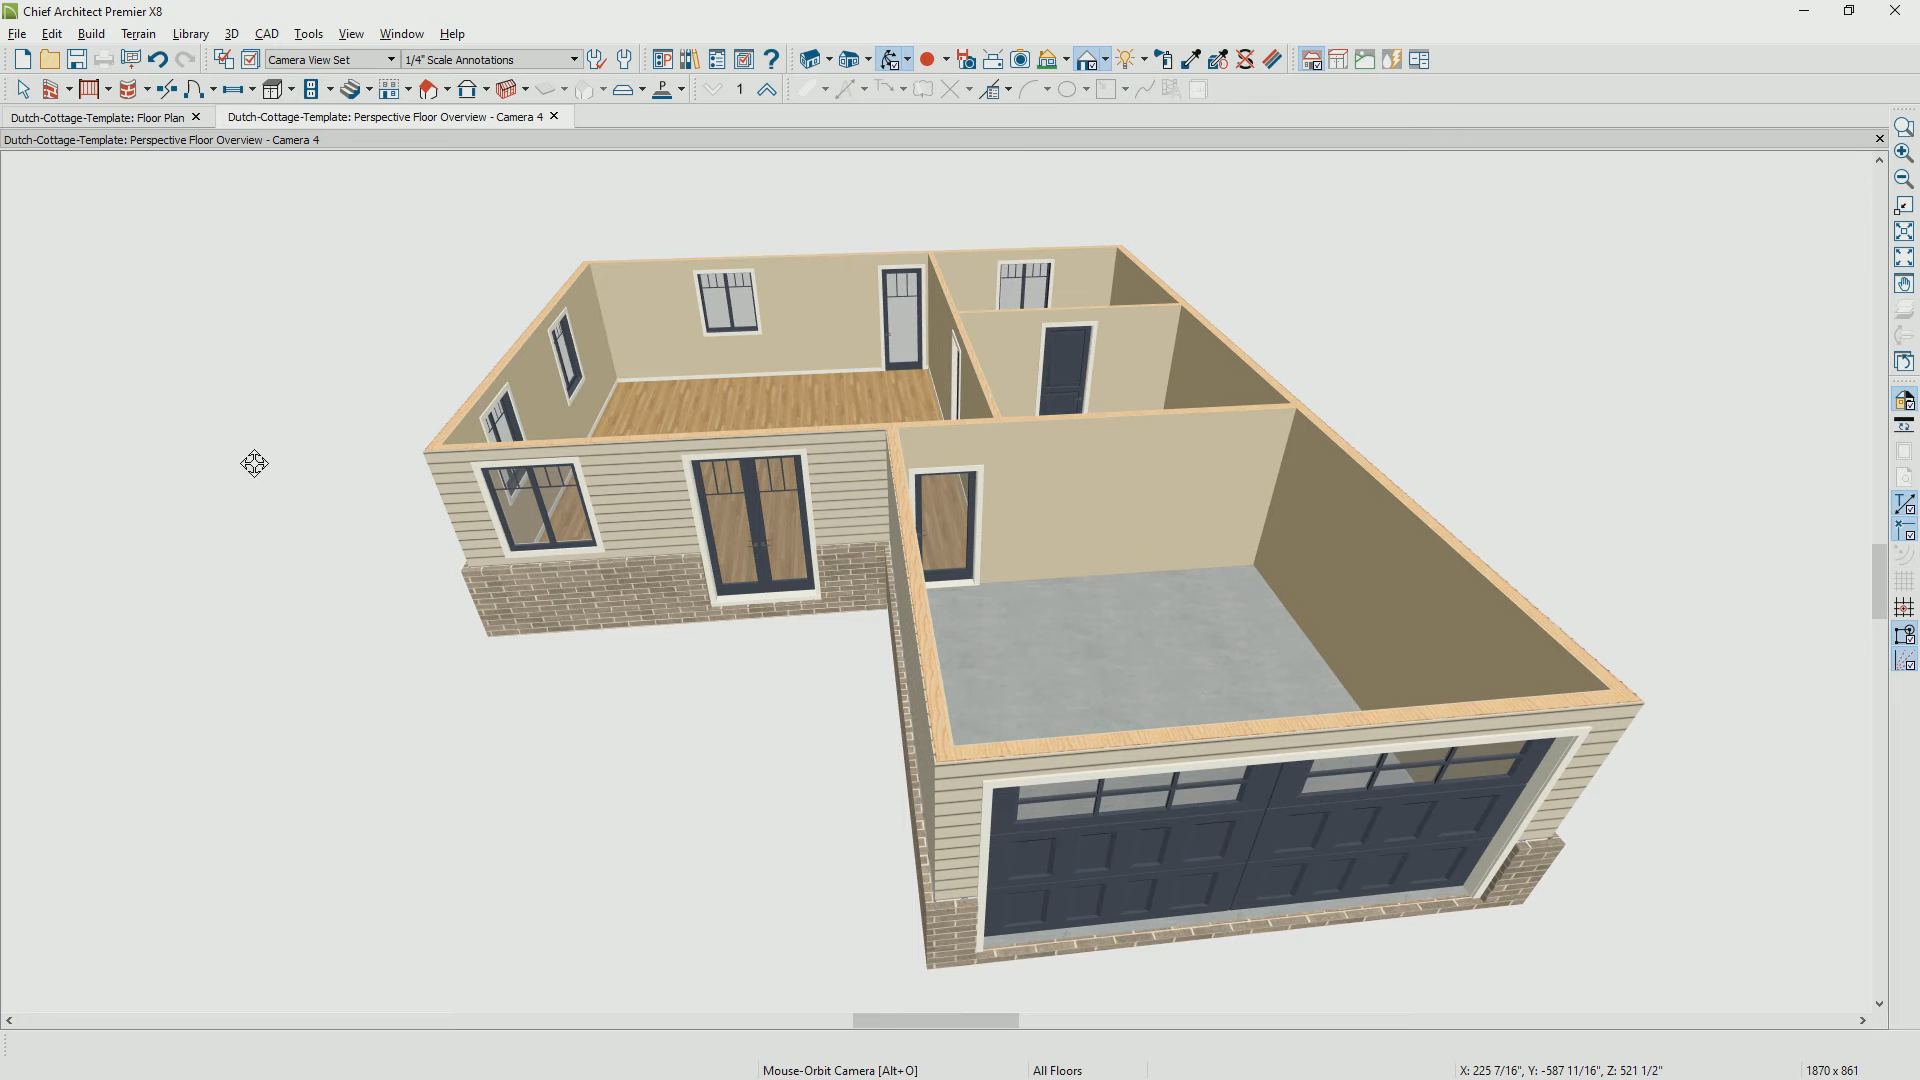 Chief Architect Premier X8
File Edit Build Terrain Library 3D CAD Tools View Window Help
Camera View Set 1/4" Scale Annotations
P 1
Dutch-Cottage-Template: Floor Plan Dutch-Cottage-Template: Perspective Floor Overview - Camera 4
Dutch-Cottage-Template: Perspective Floor Overview - Camera 4
Mouse-Orbit Camera [Alt+O] All Floors X: 225 7/16", Y: -587 11/16", Z: 521 1/2" 1870 x 861